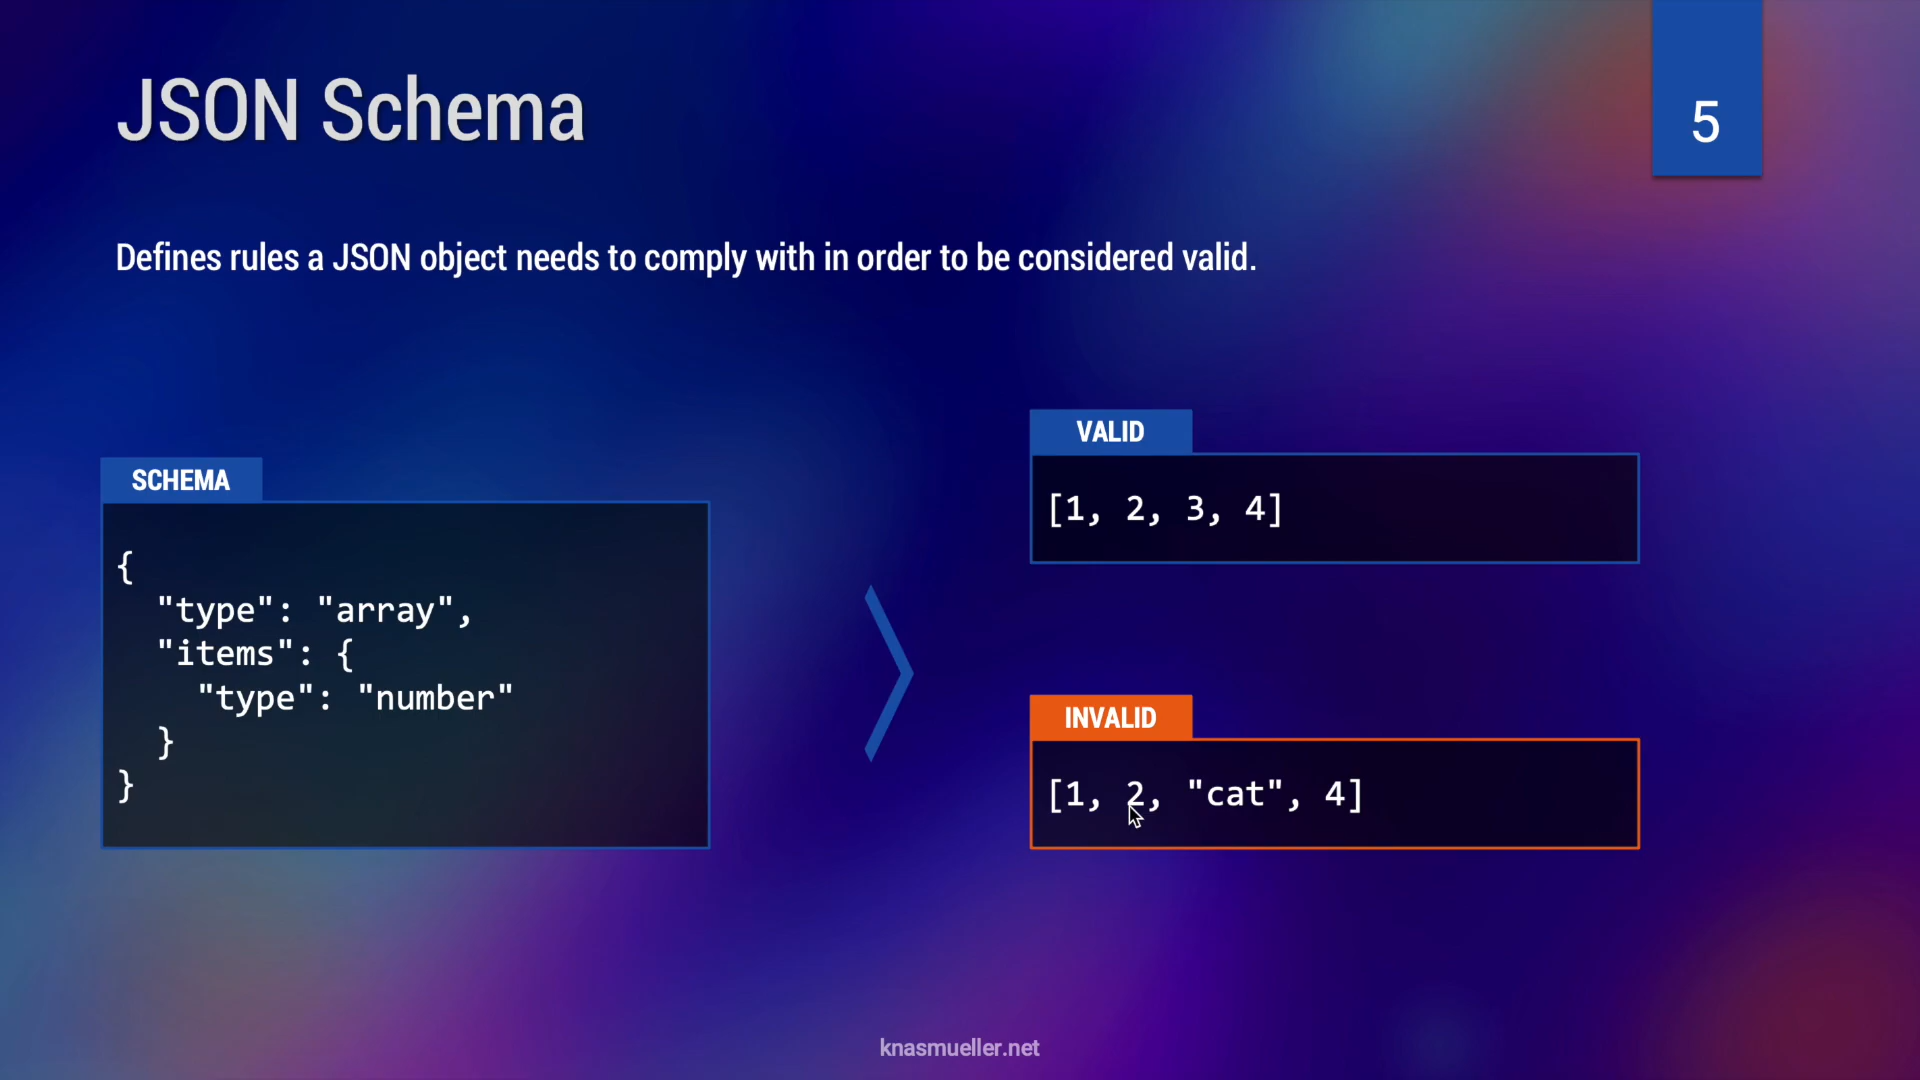 JSON Schema
5
Defines rules a JSON object needs to comply with in order to be considered valid.
SCHEMA
{
  "type": "array",
  "items": {
    "type": "number"
  }
}
VALID
[1, 2, 3, 4]
INVALID
[1, 2, "cat", 4]
knasmueller.net